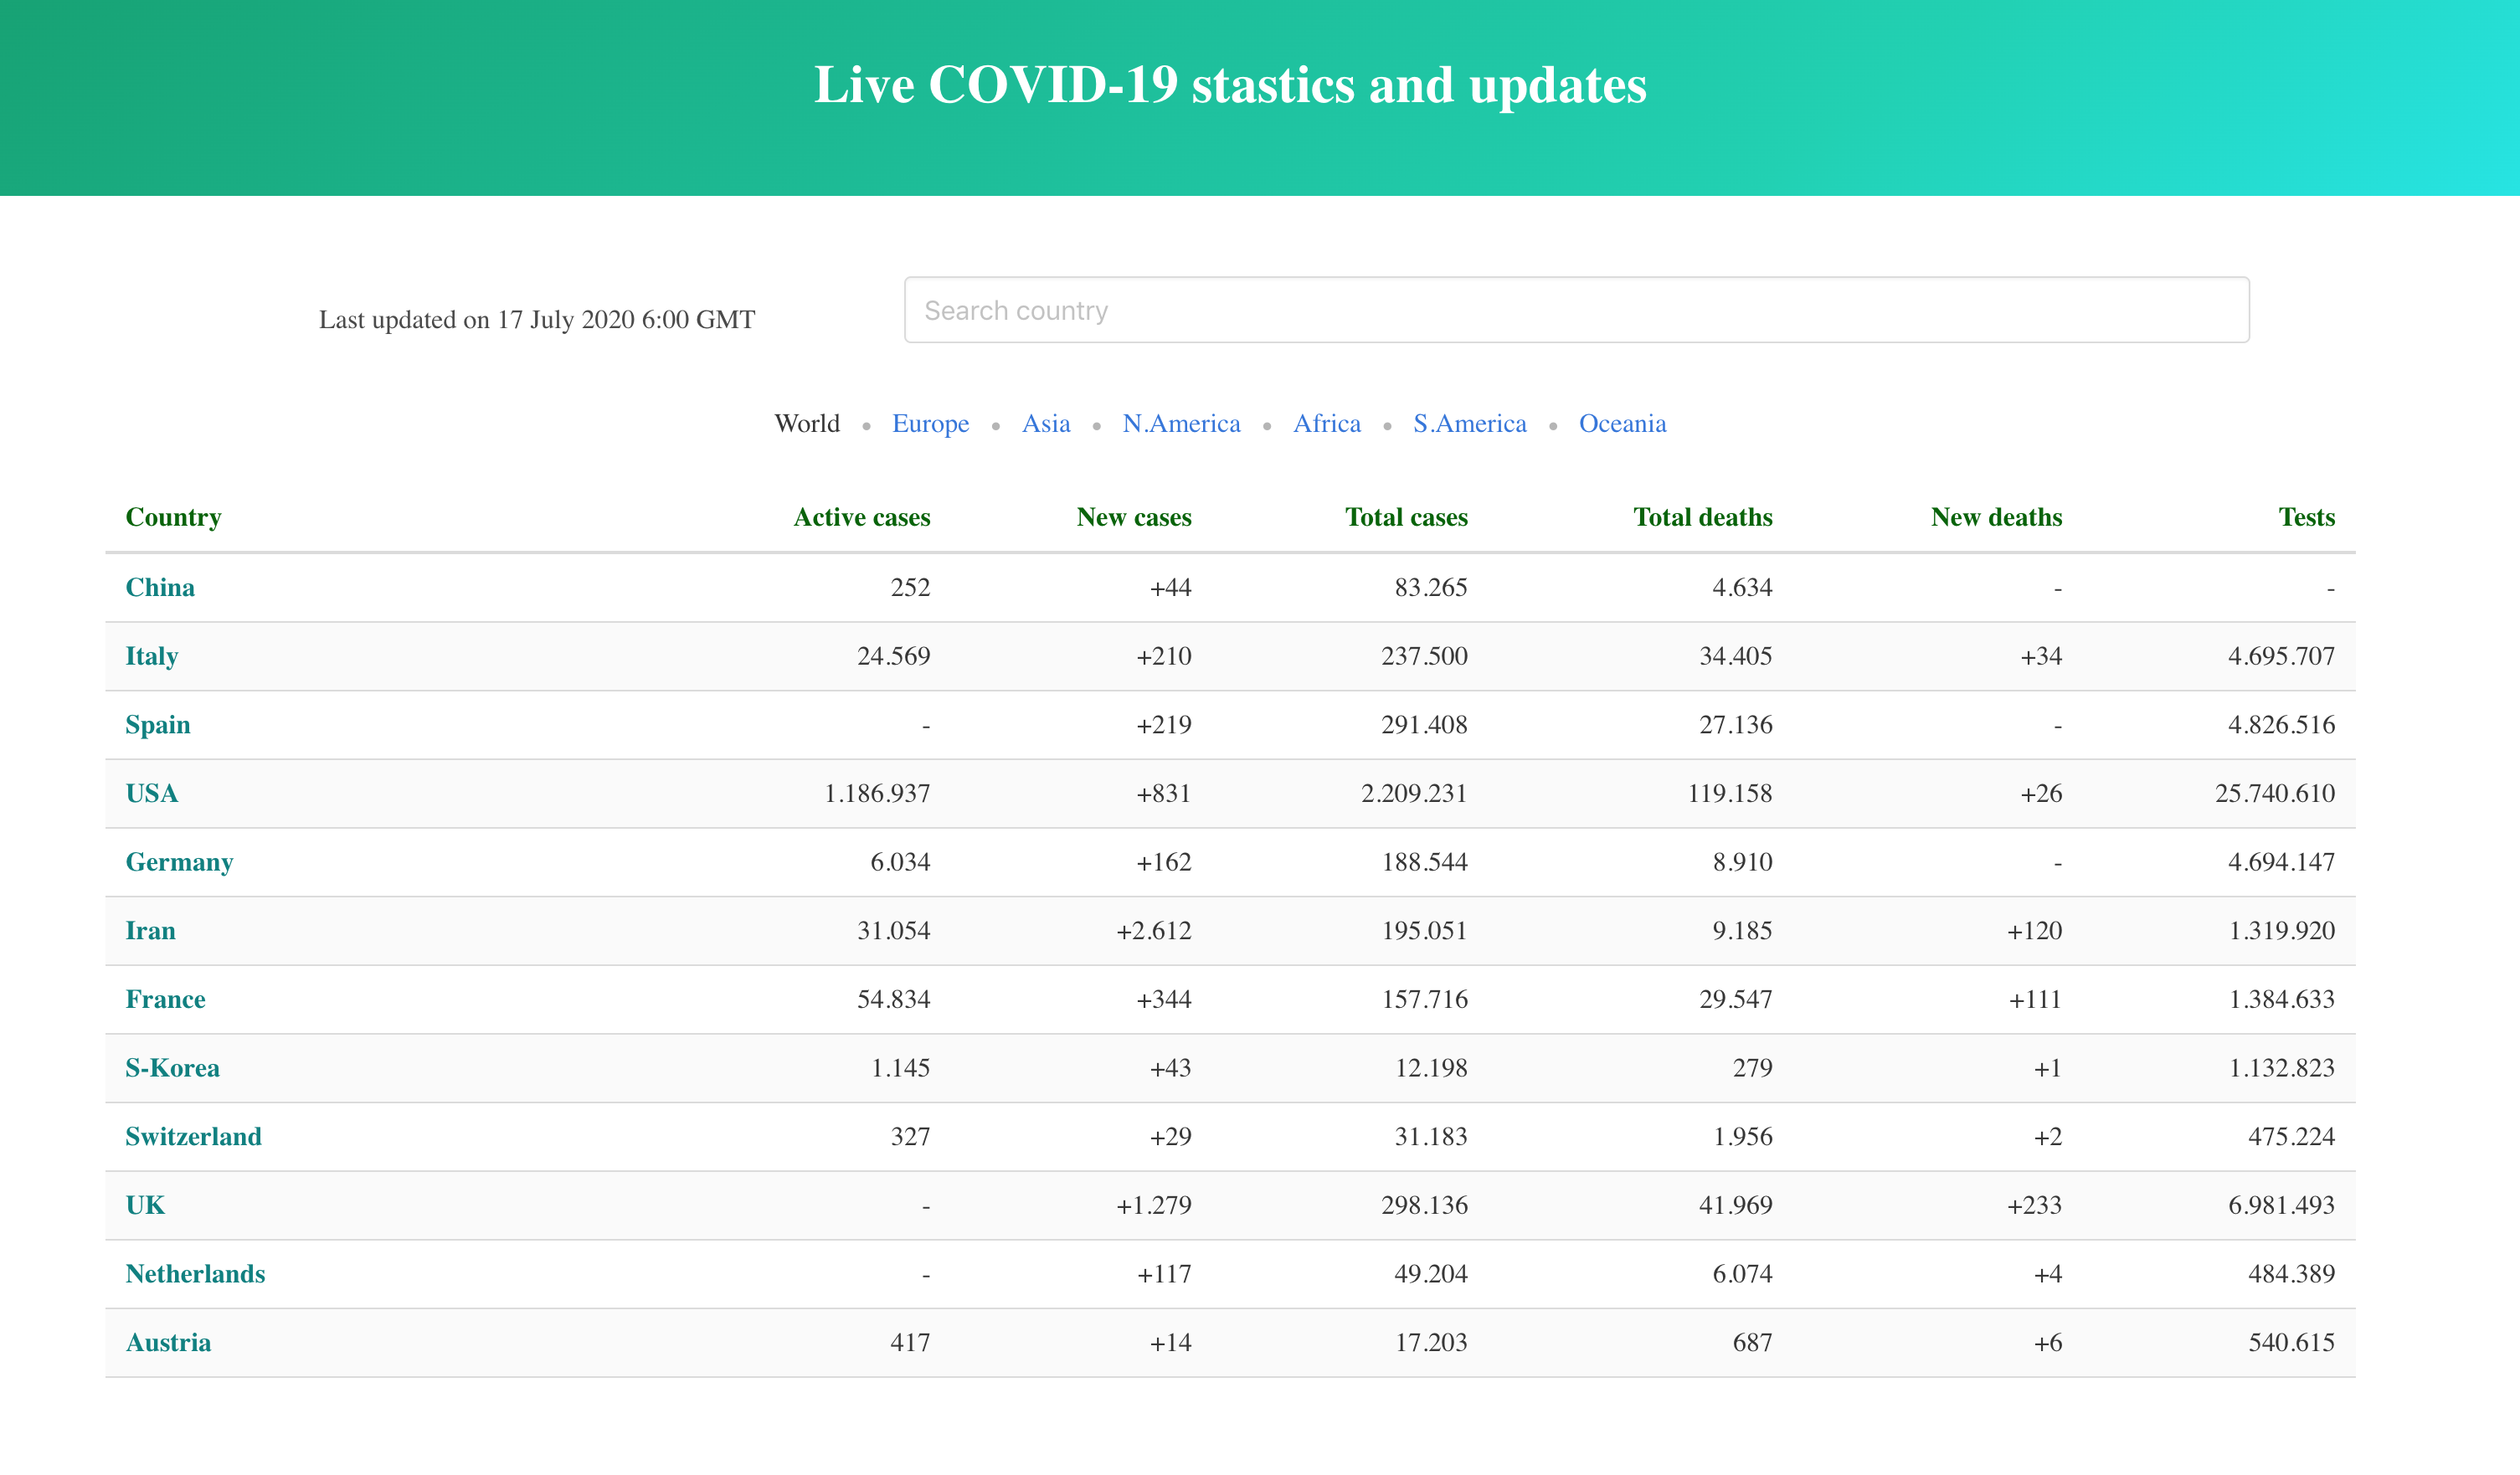 Live COVID-19 stastics and updates
Last updated on 17 July 2020 6:00 GMT
Search country
World • Europe • Asia • N.America • Africa • S.America • Oceania
Country Active cases New cases Total cases Total deaths New deaths Tests
China 252 +44 83.265 4.634 - -
Italy 24.569 +210 237.500 34.405 +34 4.695.707
Spain - +219 291.408 27.136 - 4.826.516
USA 1.186.937 +831 2.209.231 119.158 +26 25.740.610
Germany 6.034 +162 188.544 8.910 - 4.694.147
Iran 31.054 +2.612 195.051 9.185 +120 1.319.920
France 54.834 +344 157.716 29.547 +111 1.384.633
S-Korea 1.145 +43 12.198 279 +1 1.132.823
Switzerland 327 +29 31.183 1.956 +2 475.224
UK - +1.279 298.136 41.969 +233 6.981.493
Netherlands - +117 49.204 6.074 +4 484.389
Austria 417 +14 17.203 687 +6 540.615